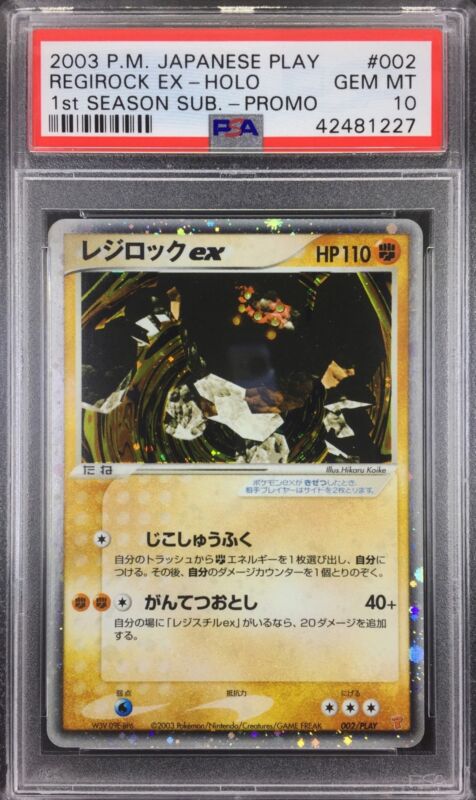 2003 P.M. JAPANESE PLAY #002
REGIROCK EX – HOLO GEM MT
1st SEASON SUB. – PROMO 10
PSA 42481227
レジロックex HP110
たね Illus. Hikaru Koike
ポケモンexがきぜつしたとき、
相手プレイヤーはサイドを2枚とります。
じこしゅうふく
自分のトラッシュからエネルギーを1枚選び出し、自分に
つける。その後、自分のダメージカウンターを1個とりのぞく。
がんてつおとし 40+
自分の場に「レジスチルex」がいるなら、20ダメージを追加
する。
弱点 抵抗力 にげる
©2003 Pokémon/Nintendo/Creatures/GAME FREAK 002/PLAY